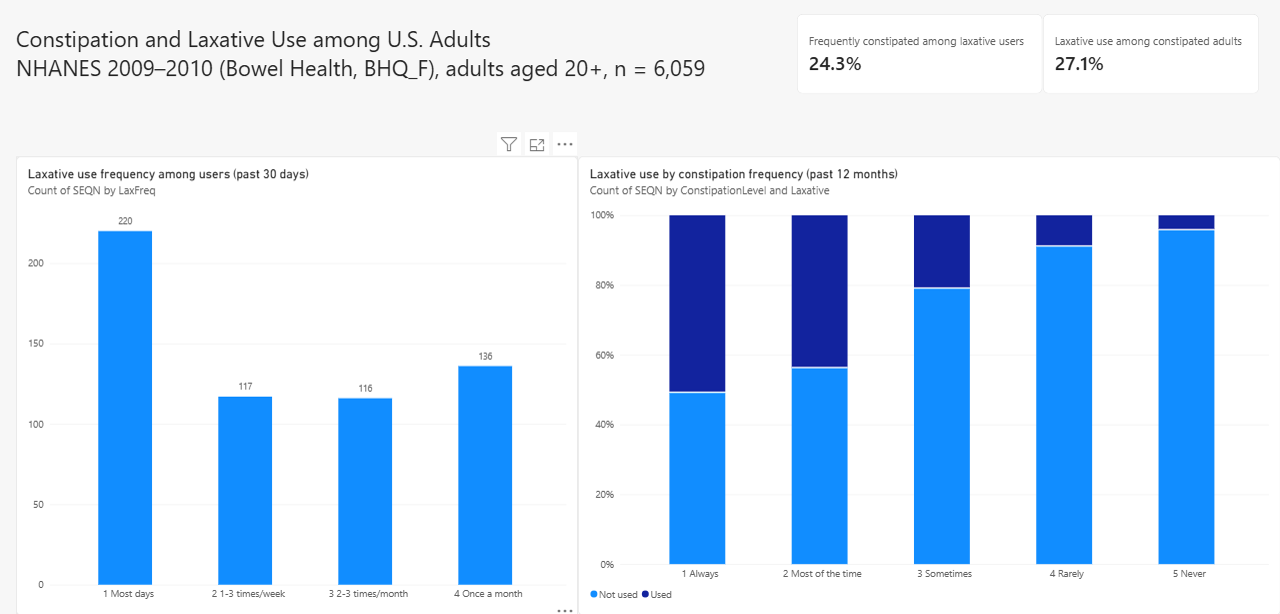 Constipation and Laxative Use among U.S. Adults
NHANES 2009–2010 (Bowel Health, BHQ_F), adults aged 20+, n = 6,059
Frequently constipated among laxative users
24.3%
Laxative use among constipated adults
27.1%
Laxative use frequency among users (past 30 days)
Count of SEQN by LaxFreq
200
150
100
50
0
220
117
116
136
1 Most days
2 1-3 times/week
3 2-3 times/month
4 Once a month
Laxative use by constipation frequency (past 12 months)
Count of SEQN by ConstipationLevel and Laxative
100%
80%
60%
40%
20%
0%
1 Always
2 Most of the time
3 Sometimes
4 Rarely
5 Never
Not used
Used